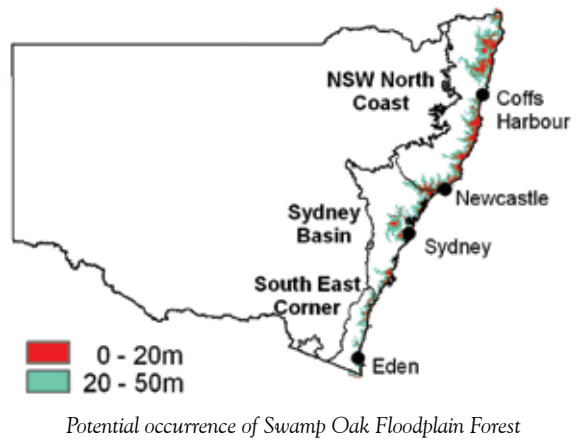 NSW North
Coast
Coffs
Harbour
Newcastle
Sydney
Basin
Sydney
South East
Corner
Eden
0 - 20m
20 - 50m
Potential occurrence of Swamp Oak Floodplain Forest